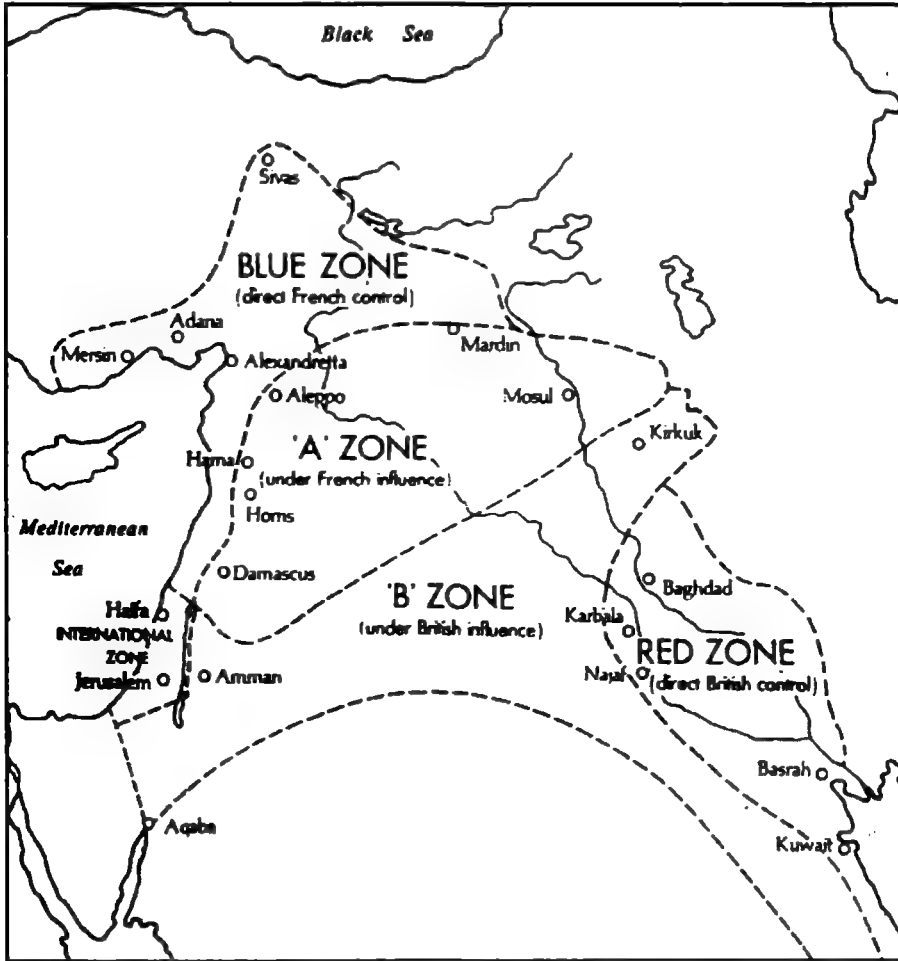 Black Sea
Sivas
BLUE ZONE
(direct French control)
Adana
Mersin
Alexandretta
Mardin
Aleppo
Mosul
'A' ZONE
(under French influence)
Hama
Kirkuk
Homs
Mediterranean
Sea
Damascus
Baghdad
'B' ZONE
(under British influence)
Haifa
Karbala
INTERNATIONAL
ZONE
RED ZONE
(direct British control)
Jerusalem
Amman
Najaf
Basrah
Aqaba
Kuwait